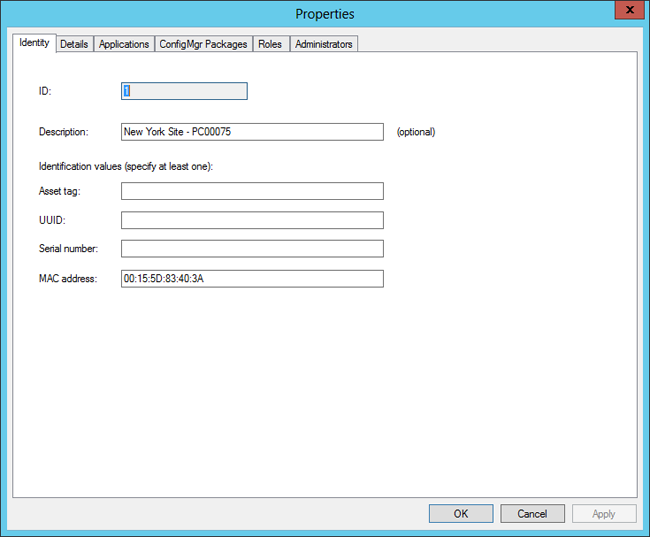 Properties
x
Identity Details Applications ConfigMgr Packages Roles Administrators
ID: 1
Description: New York Site - PC00075 (optional)
Identification values (specify at least one):
Asset tag:
UUID:
Serial number:
MAC address: 00:15:5D:83:40:3A
OK Cancel Apply